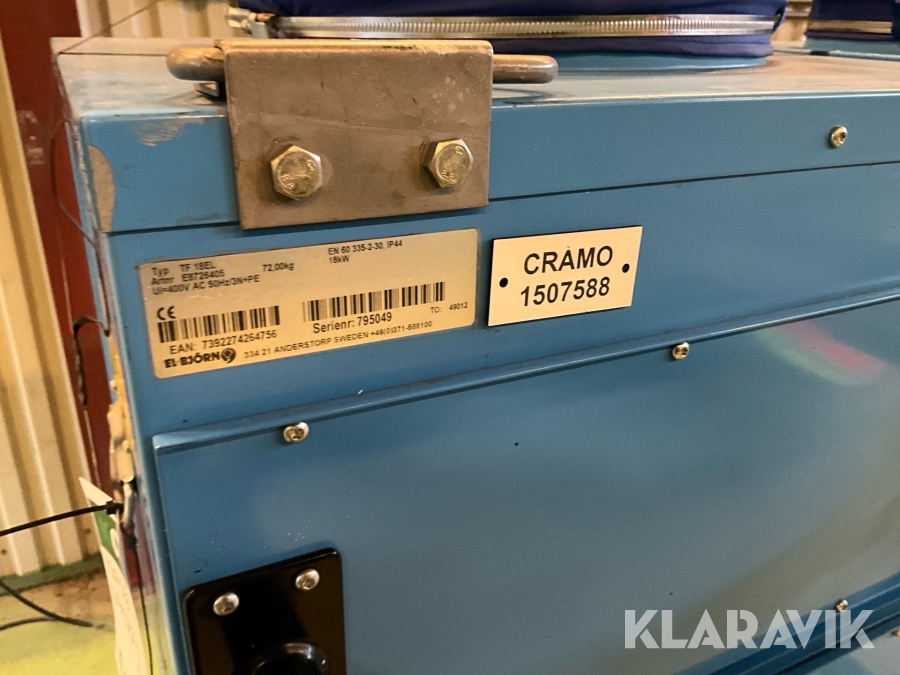 Typ TF 18EL
Artnr E8726405 72,00kg
UI=400V AC 50Hz/3N+PE
EN 60 335-2-30, IP44
18kW
CE
EAN: 7392274264756
Serienr: 795049
TO: 49012
EL-BJÖRN 334 21 ANDERSTORP SWEDEN +46(0)371-588100
CRAMO
1507588
KLARAVIK